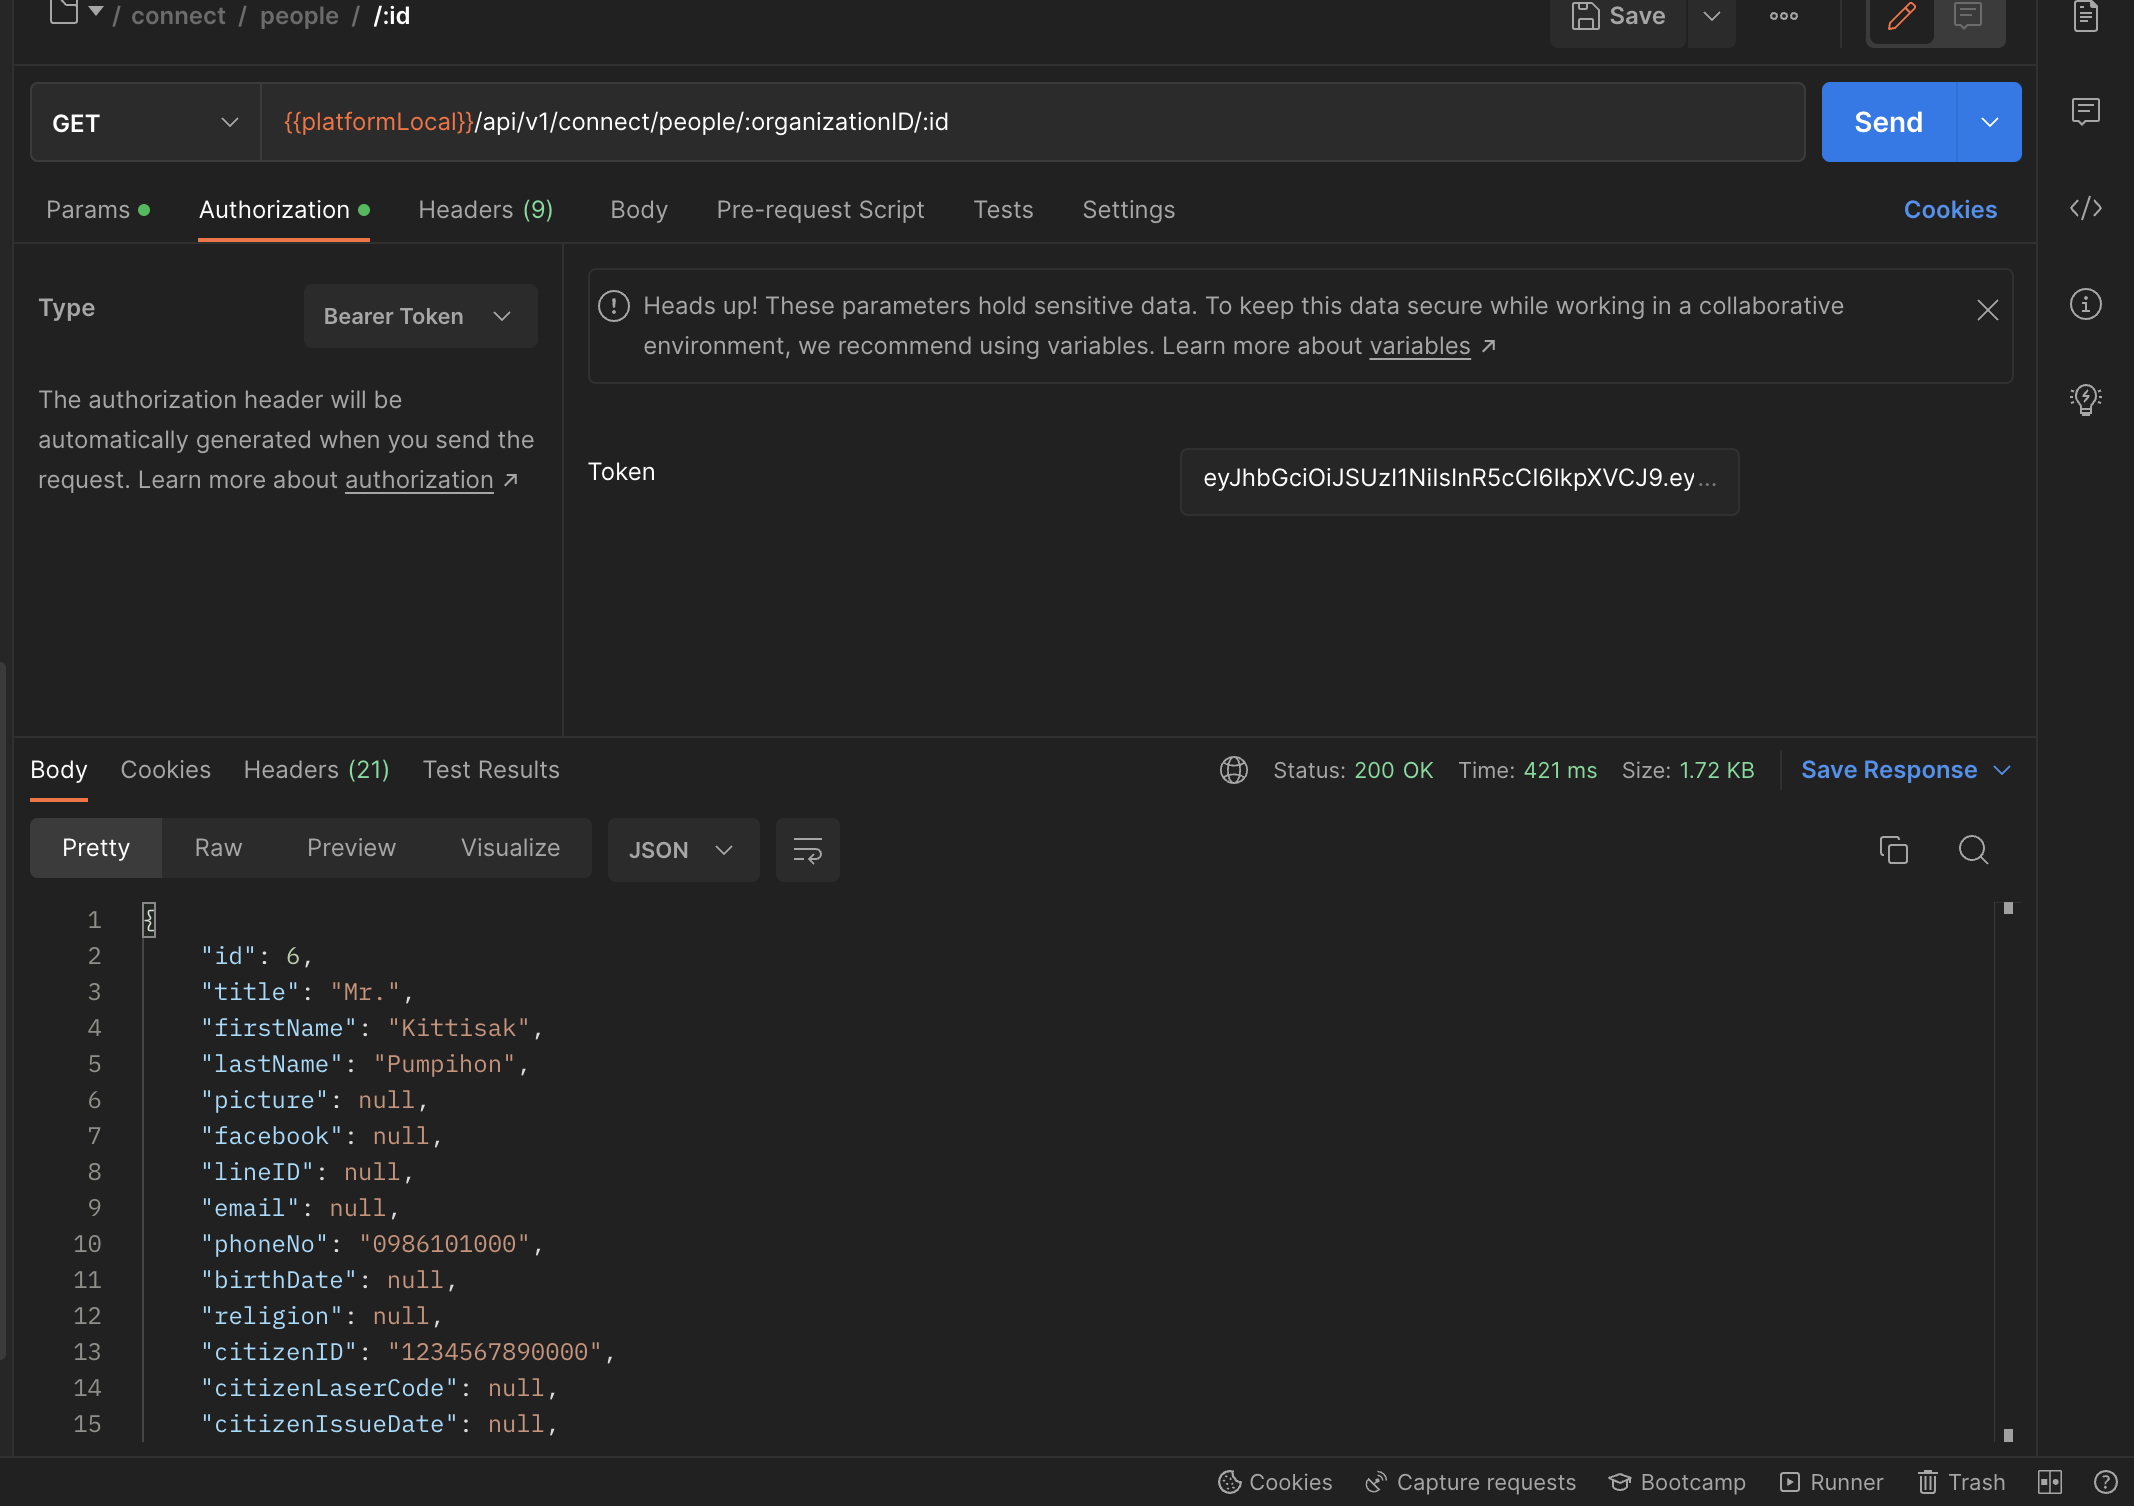 / connect / people / /:id
Save
GET
{{platformLocal}}/api/v1/connect/people/:organizationID/:id
Send
Params
Authorization
Headers (9)
Body
Pre-request Script
Tests
Settings
Cookies
Type
Bearer Token
The authorization header will be
automatically generated when you send the
request. Learn more about authorization ↗
Heads up! These parameters hold sensitive data. To keep this data secure while working in a collaborative
environment, we recommend using variables. Learn more about variables ↗
Token
eyJhbGciOiJSUzI1NiIsInR5cCI6IkpXVCJ9.ey...
Body
Cookies
Headers (21)
Test Results
Status: 200 OK
Time: 421 ms
Size: 1.72 KB
Save Response
Pretty
Raw
Preview
Visualize
JSON
1 {
2 "id": 6,
3 "title": "Mr.",
4 "firstName": "Kittisak",
5 "lastName": "Pumpihon",
6 "picture": null,
7 "facebook": null,
8 "lineID": null,
9 "email": null,
10 "phoneNo": "0986101000",
11 "birthDate": null,
12 "religion": null,
13 "citizenID": "1234567890000",
14 "citizenLaserCode": null,
15 "citizenIssueDate": null,
Cookies
Capture requests
Bootcamp
Runner
Trash